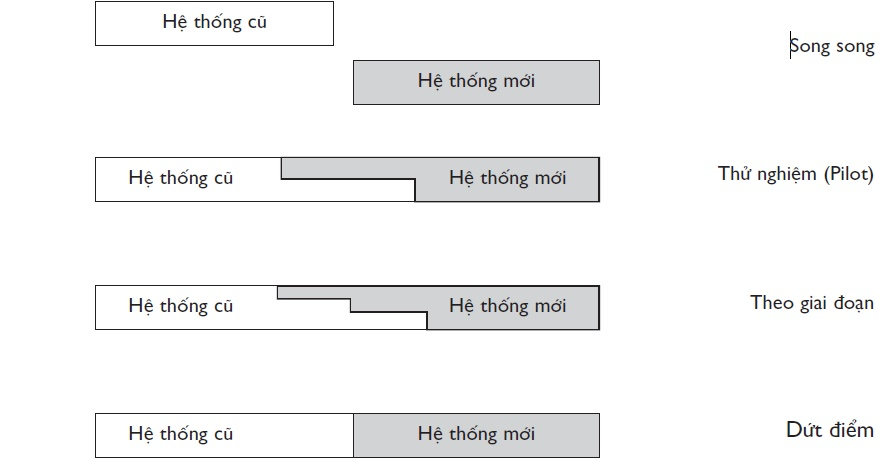 Hệ thống cũ
Song song
Hệ thống mới
Hệ thống cũ
Hệ thống mới
Thử nghiệm (Pilot)
Hệ thống cũ
Hệ thống mới
Theo giai đoạn
Hệ thống cũ
Hệ thống mới
Dứt điểm